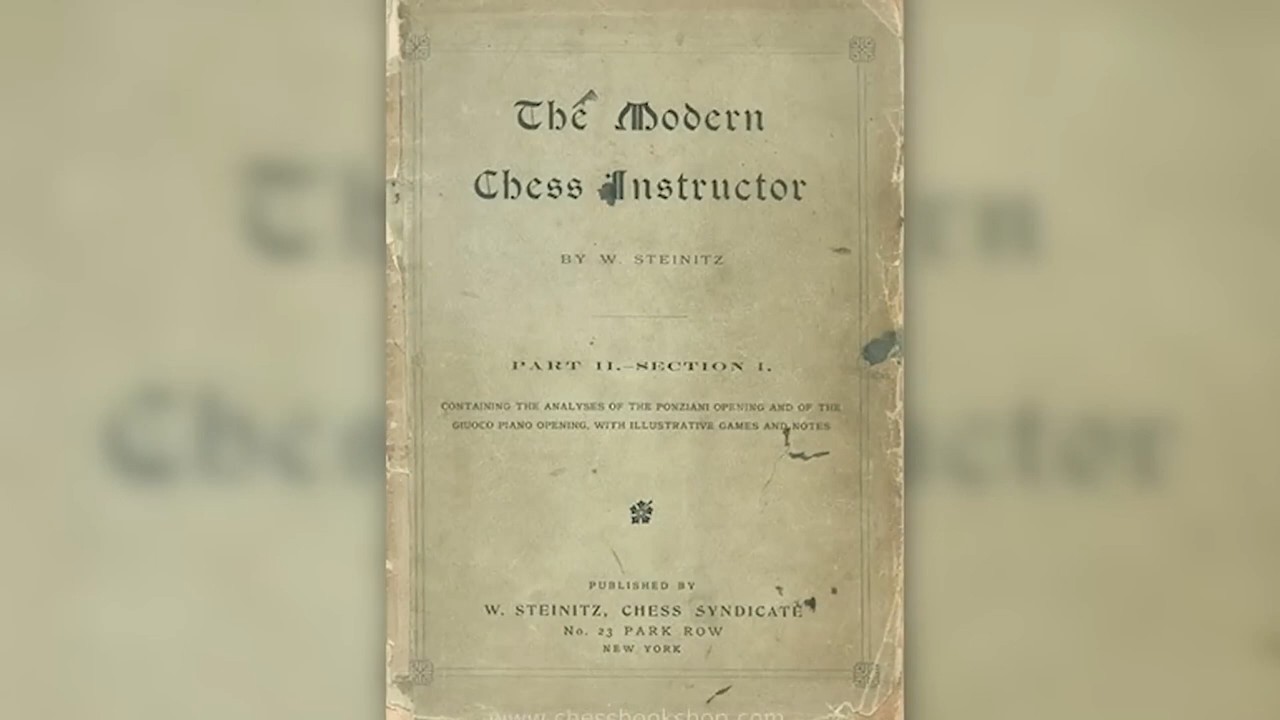 The Modern
Chess Instructor
BY W. STEINITZ
PART II.-SECTION I.
CONTAINING THE ANALYSES OF THE PONZIANI OPENING AND OF THE
GIUOCO PIANO OPENING, WITH ILLUSTRATIVE GAMES AND NOTES
PUBLISHED BY
W. STEINITZ, CHESS SYNDICATE
No. 23 PARK ROW
NEW YORK
www.chessbookshop.com